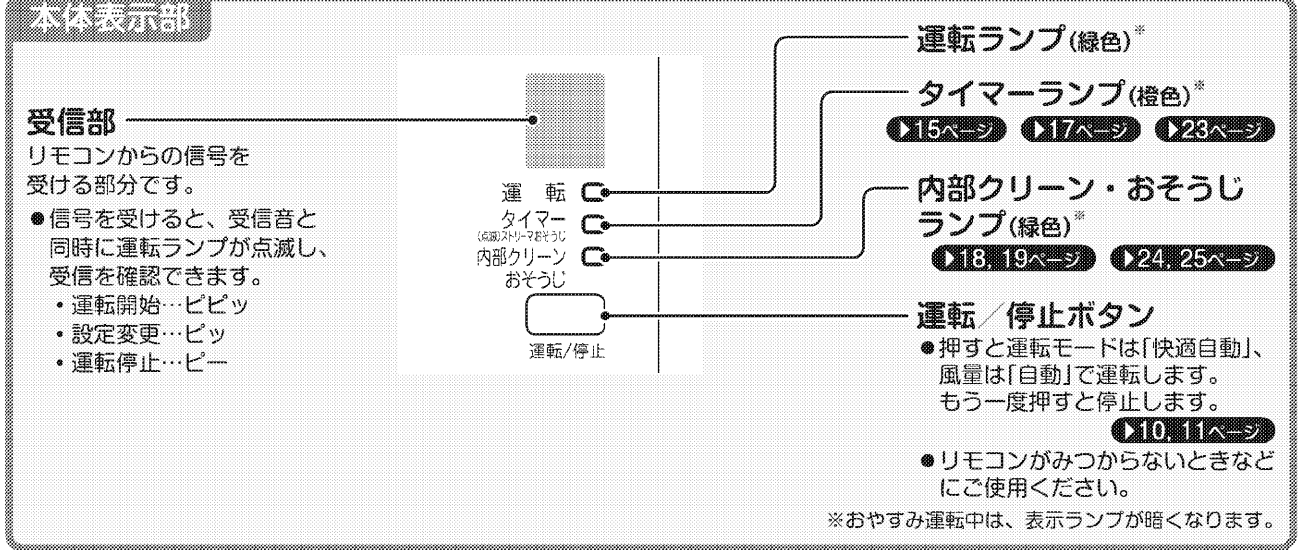 本体表示部
受信部
リモコンからの信号を
受ける部分です。
●信号を受けると、受信音と
同時に運転ランプが点滅し、
受信を確認できます。
・運転開始…ピピッ
・設定変更…ピッ
・運転停止…ピー
運 転
タイマー
(点滅)ストリーマおそうじ
内部クリーン
おそうじ
運転/停止
運転ランプ(緑色)※
タイマーランプ(橙色)※
▶15ページ ▶17ページ ▶23ページ
内部クリーン・おそうじ
ランプ(緑色)※
▶18, 19ページ ▶24, 25ページ
運転/停止ボタン
●押すと運転モードは「快適自動」、
風量は「自動」で運転します。
もう一度押すと停止します。
▶10, 11ページ
●リモコンがみつからないときなど
にご使用ください。
※おやすみ運転中は、表示ランプが暗くなります。